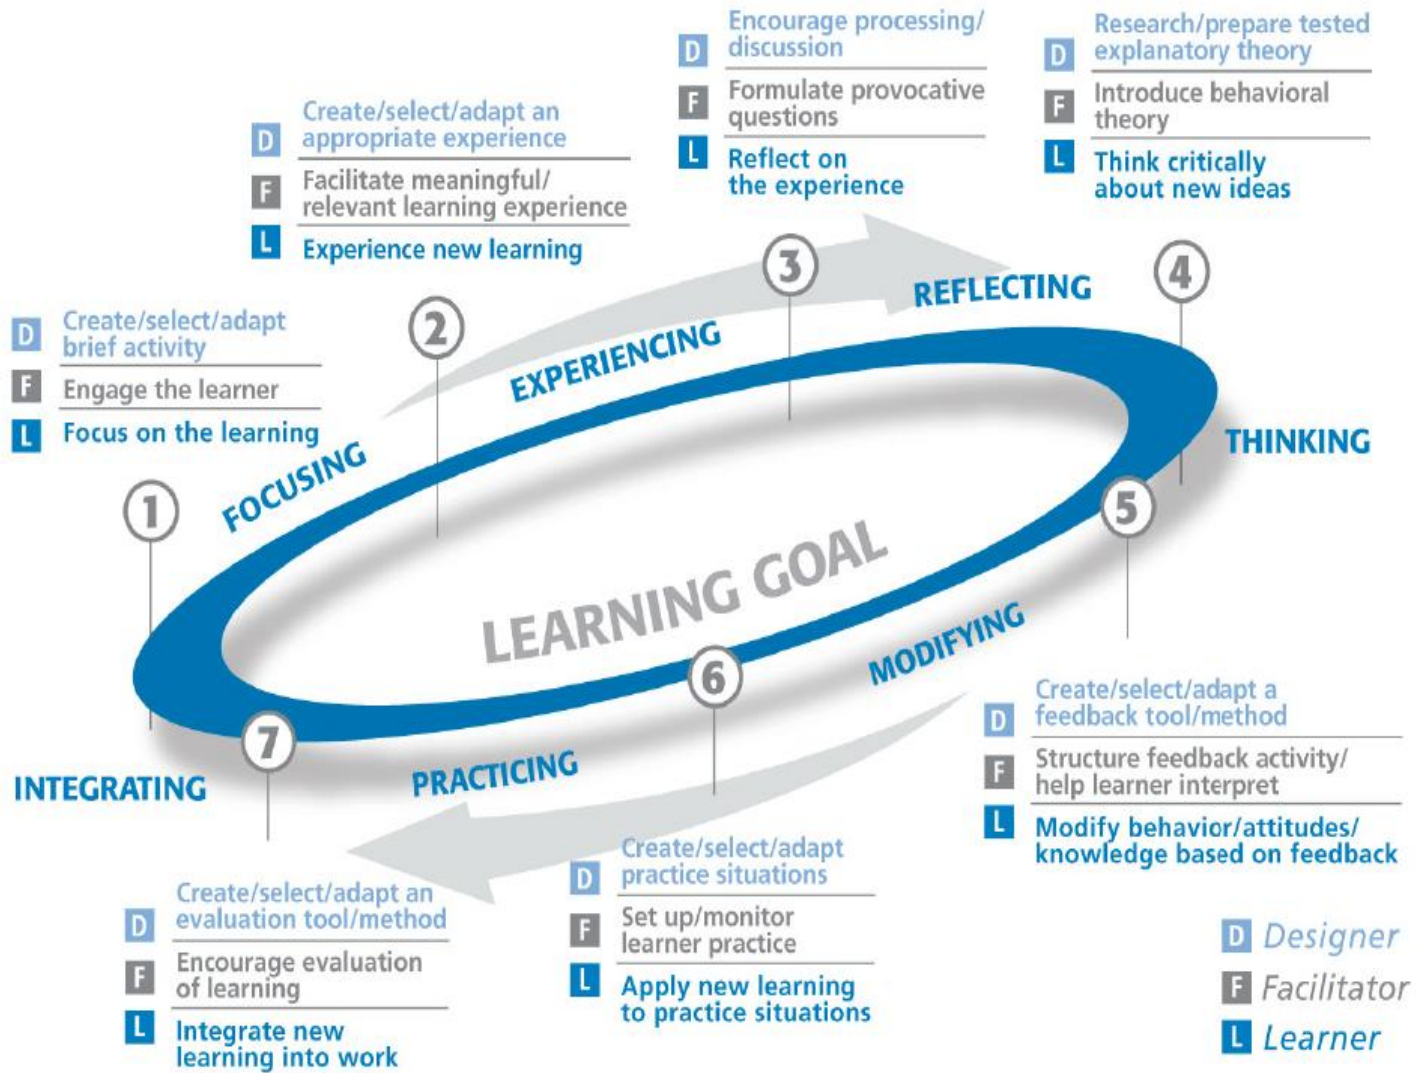 D
Create/select/adapt
brief activity
F
Engage the learner
L
Focus on the learning
1
FOCUSING
D
Create/select/adapt an
appropriate experience
F
Facilitate meaningful/
relevant learning experience
L
Experience new learning
2
EXPERIENCING
D
Encourage processing/
discussion
F
Formulate provocative
questions
L
Reflect on
the experience
3
REFLECTING
D
Research/prepare tested
explanatory theory
F
Introduce behavioral
theory
L
Think critically
about new ideas
4
THINKING
LEARNING GOAL
5
MODIFYING
D
Create/select/adapt a
feedback tool/method
F
Structure feedback activity/
help learner interpret
L
Modify behavior/attitudes/
knowledge based on feedback
6
PRACTICING
D
Create/select/adapt
practice situations
F
Set up/monitor
learner practice
L
Apply new learning
to practice situations
7
INTEGRATING
D
Create/select/adapt an
evaluation tool/method
F
Encourage evaluation
of learning
L
Integrate new
learning into work
D Designer
F Facilitator
L Learner